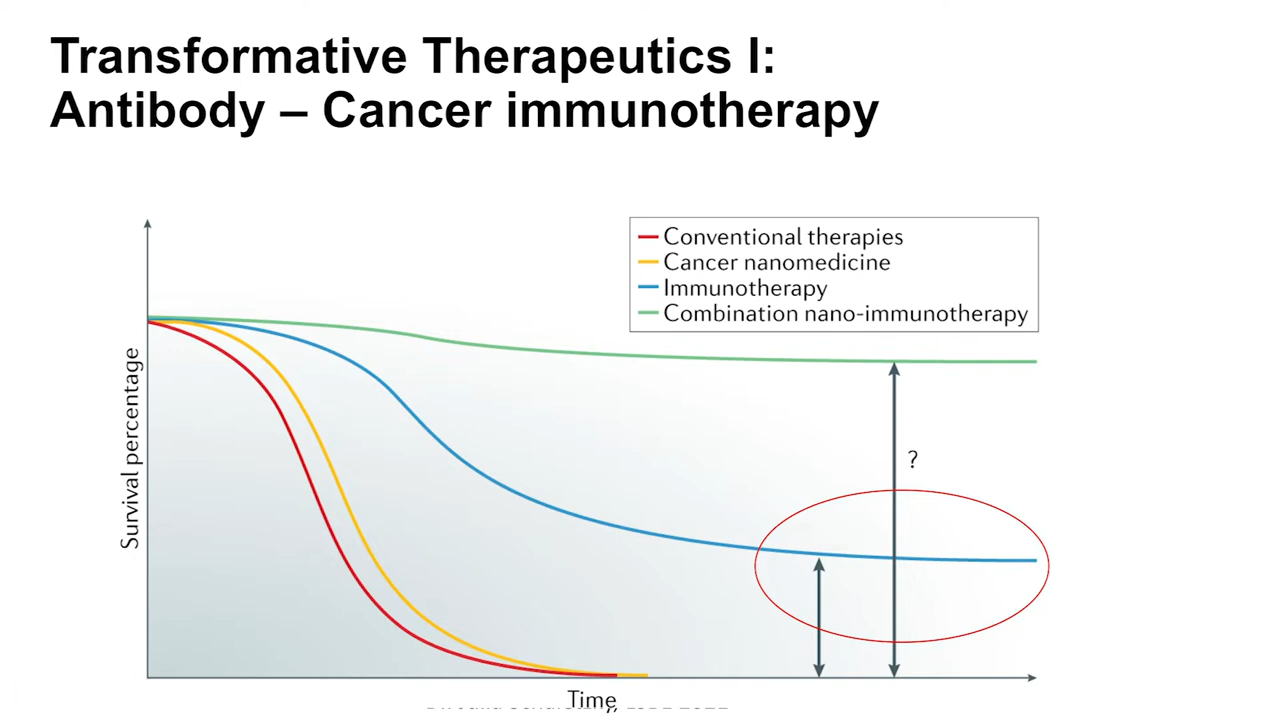 Transformative Therapeutics I:
Antibody – Cancer immunotherapy
Conventional therapies
Cancer nanomedicine
Immunotherapy
Combination nano-immunotherapy
Survival percentage
?
Time